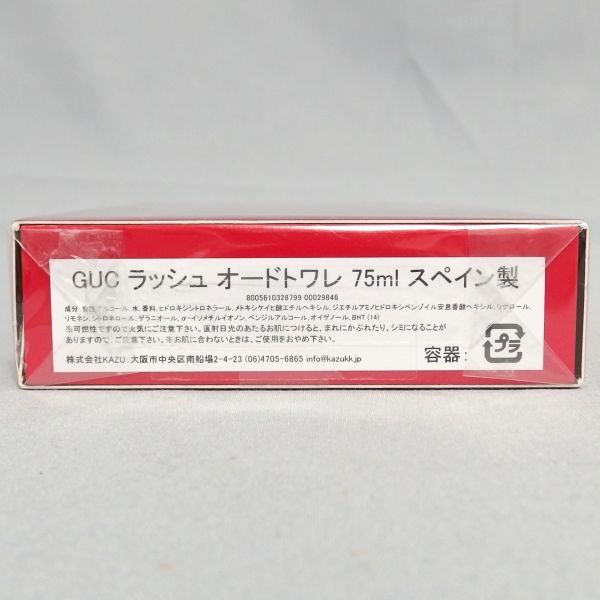 GUC ラッシュ オードトワレ 75ml スペイン製
8005610328799 00029846
成分 変性アルコール, 水, 香料, ヒドロキシシトロネラール, メトキシケイヒ酸エチルヘキシル, ジエチルアミノヒドロキシベンゾイル安息香酸ヘキシル, リナロール,
リモネン, シトロネロール, ゲラニオール, α-イソメチルイオノン, ベンジルアルコール, オイゲノール, BHT (14)
※可燃性ですので火気にご注意下さい。直射日光のあたるお肌につけると、まれにかぶれたり、シミになることが
ありますので、ご注意下さい。※お肌に合わないときは、ご使用をおやめ下さい。
株式会社KAZU. 大阪市中央区南船場2-4-23 (06)4705-6865 info@kazukk.jp
容器:
プラ